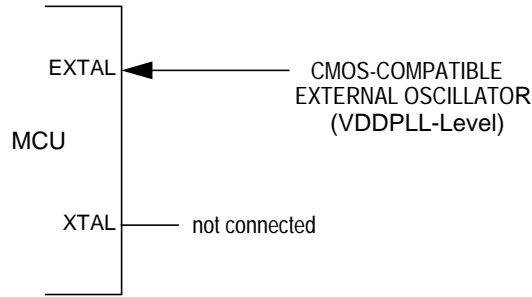 EXTAL
CMOS-COMPATIBLE
EXTERNAL OSCILLATOR
(VDDPLL-Level)
MCU
XTAL
not connected